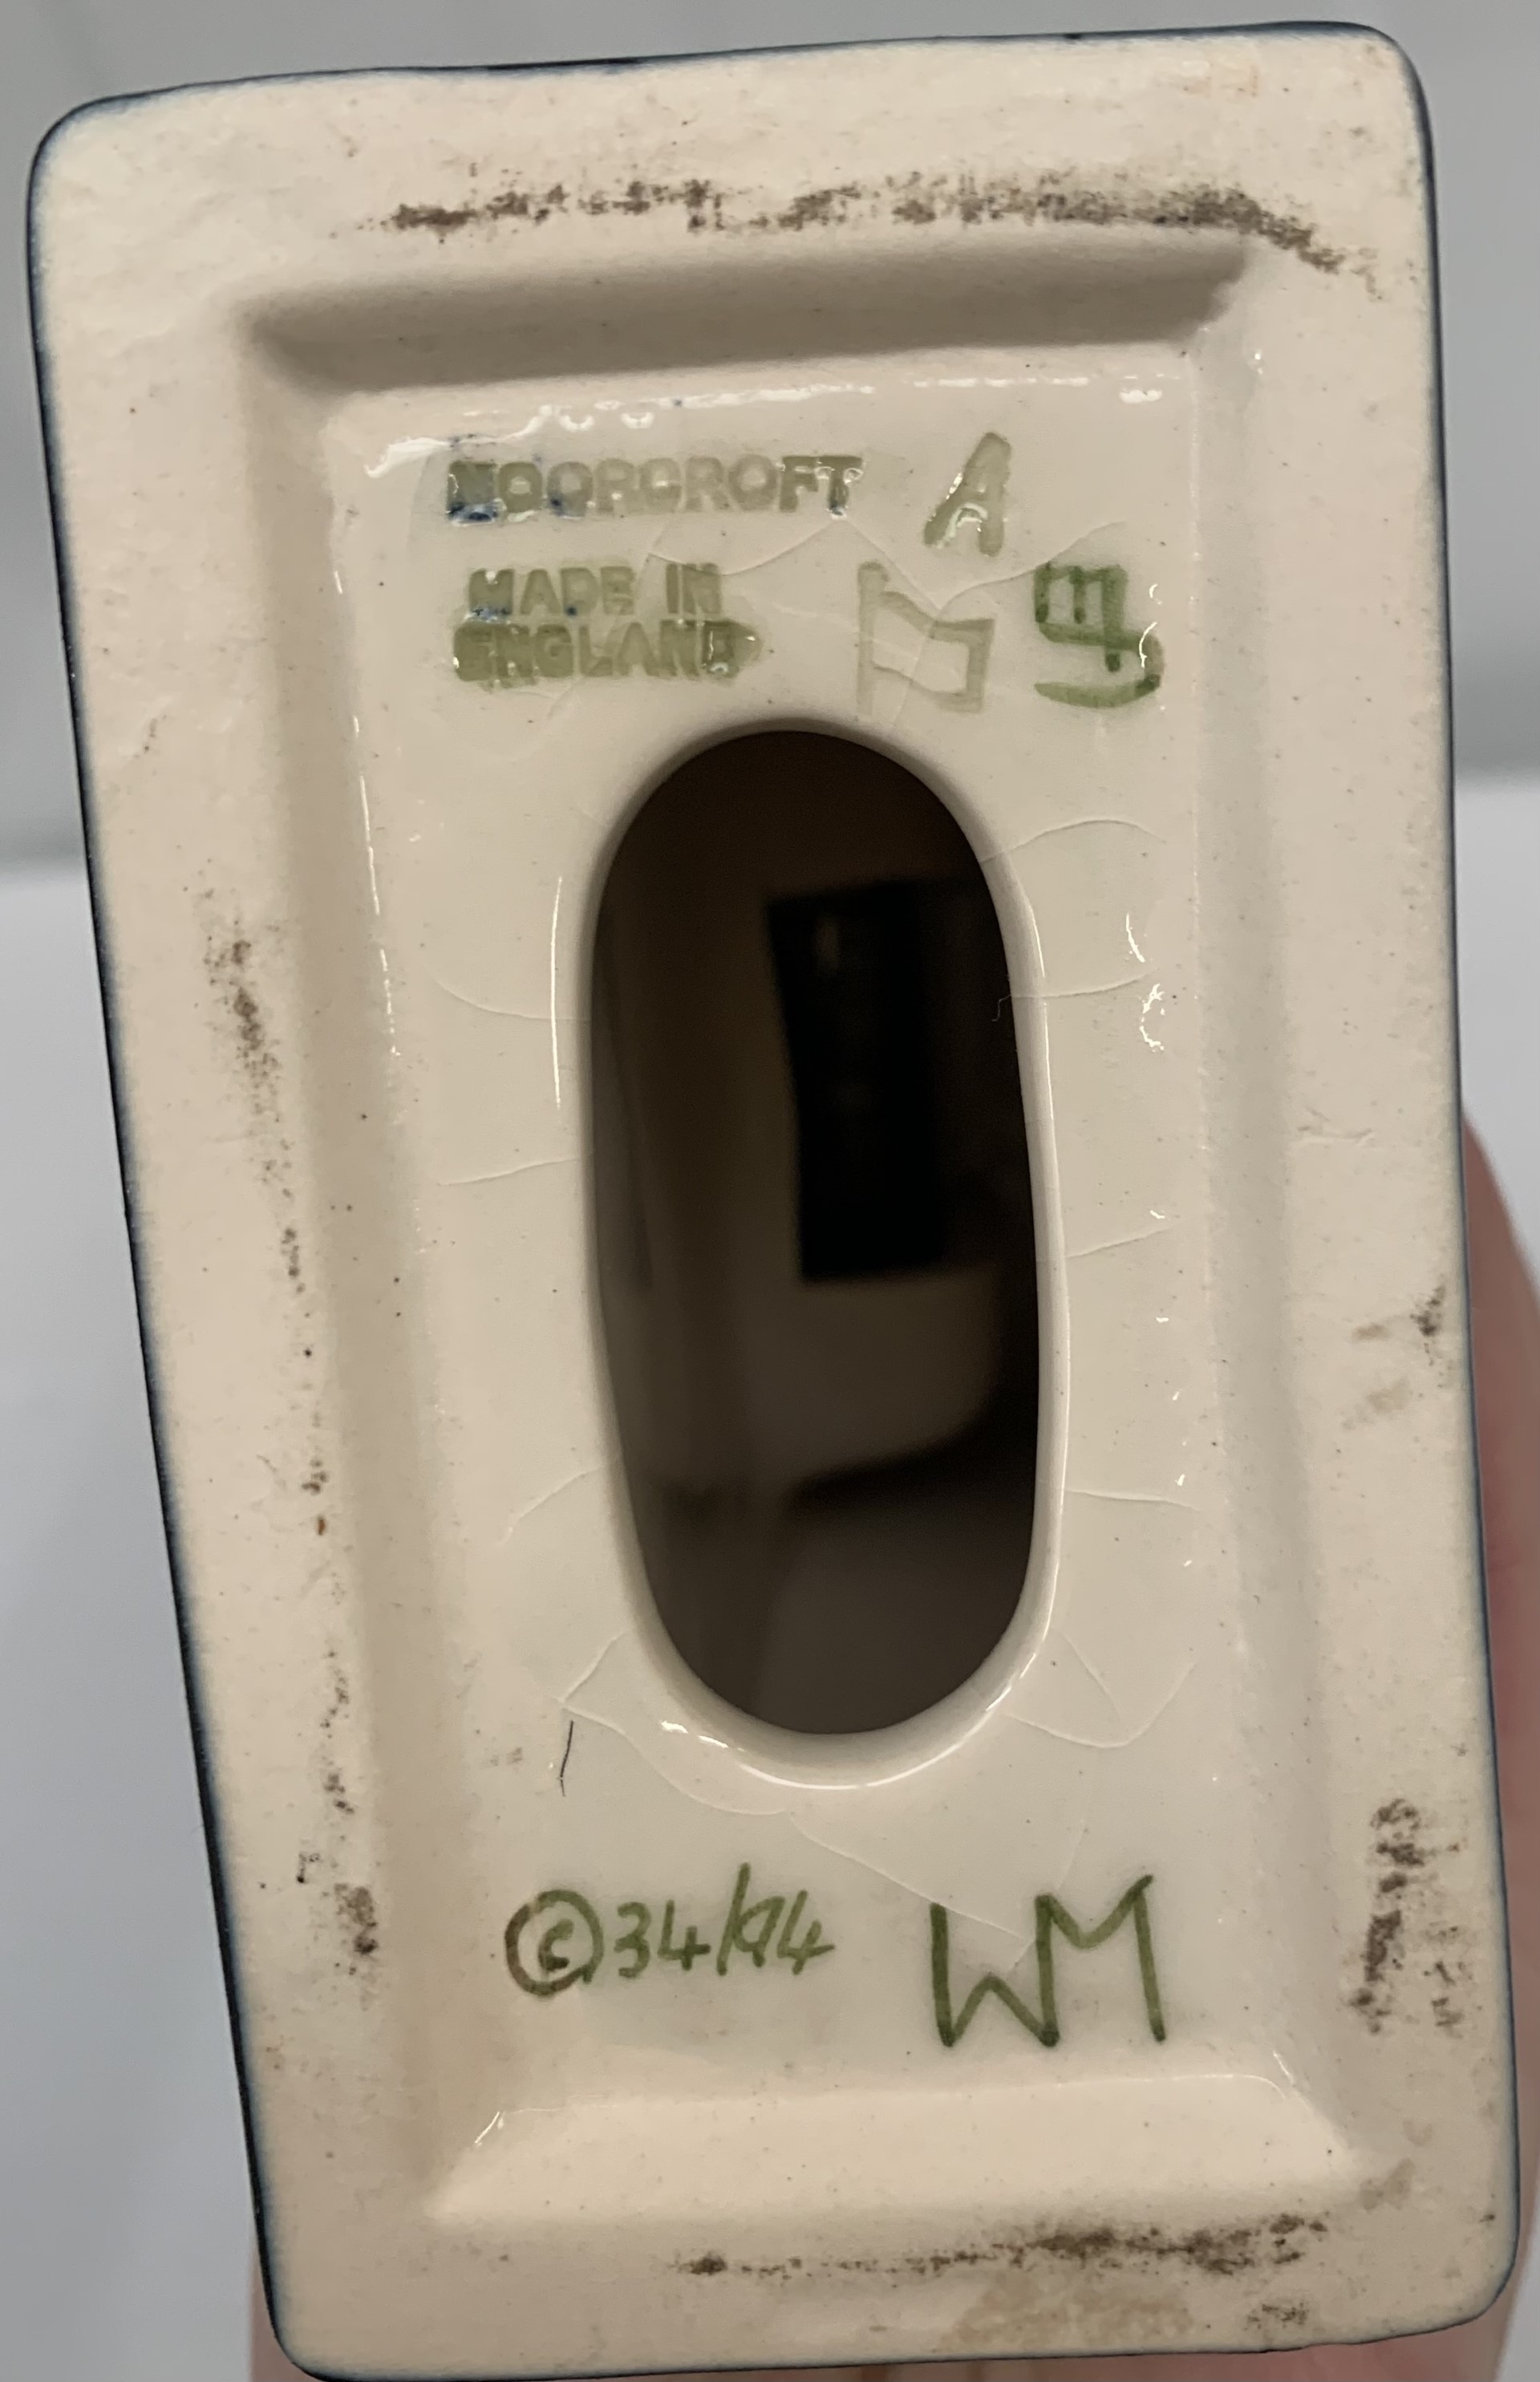 MOORCROFT A
MADE IN
ENGLAND
©34/94 WM